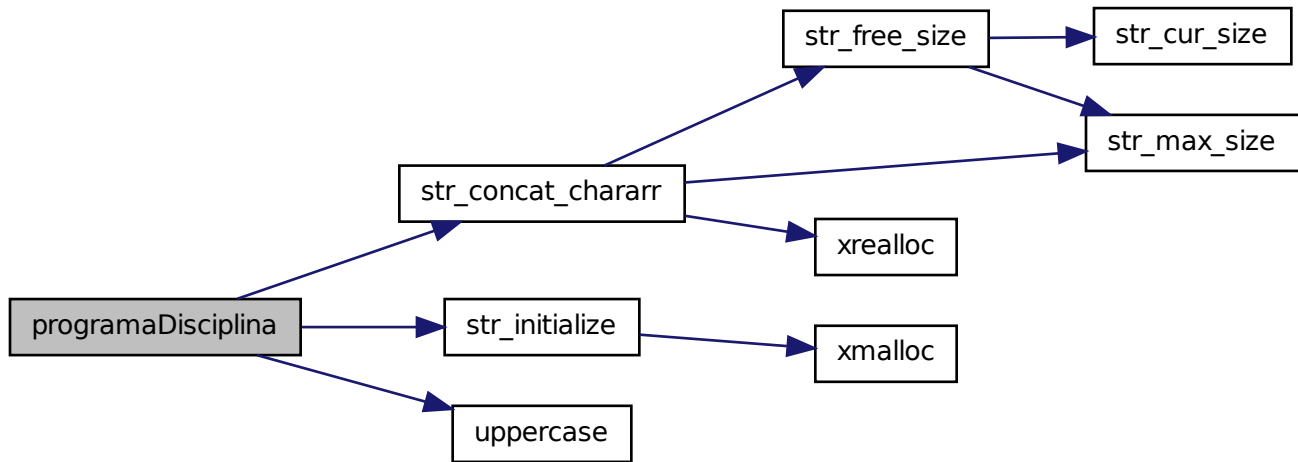 str_free_size
str_cur_size
str_max_size
str_concat_chararr
xrealloc
programaDisciplina
str_initialize
xmalloc
uppercase